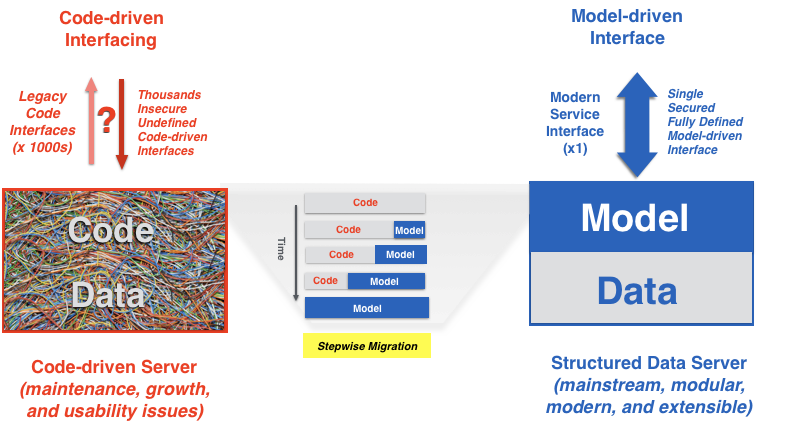 Code-driven
Interfacing
Legacy
Code
Interfaces
(x 1000s)
?
Thousands
Insecure
Undefined
Code-driven
Interfaces
Code
Data
Code-driven Server
(maintenance, growth,
and usability issues)
Time
Code
Code Model
Code Model
Code Model
Model
Stepwise Migration
Model-driven
Interface
Modern
Service
Interface
(x1)
Single
Secured
Fully Defined
Model-driven
Interface
Model
Data
Structured Data Server
(mainstream, modular,
modern, and extensible)